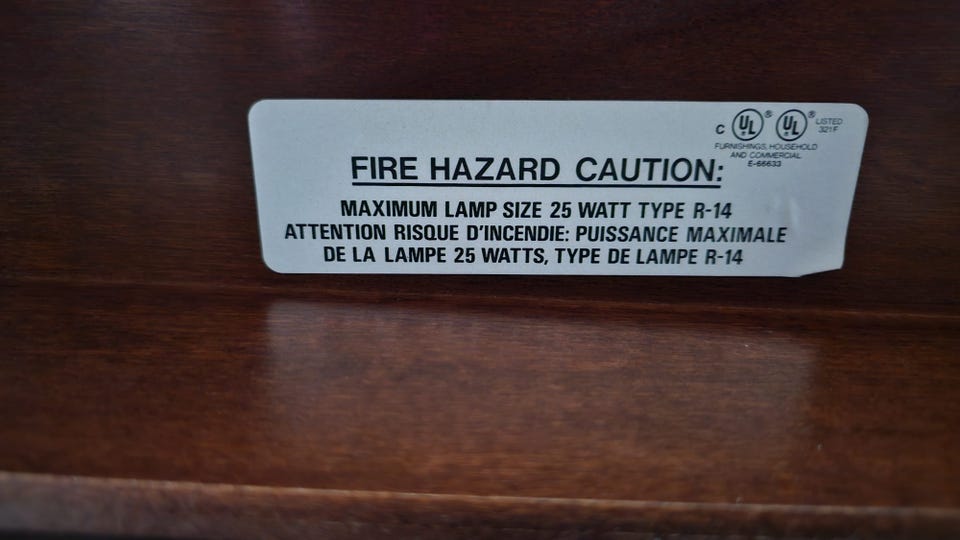 C UL® UL® LISTED
321F
FURNISHINGS, HOUSEHOLD
AND COMMERCIAL
E-66633
FIRE HAZARD CAUTION:
MAXIMUM LAMP SIZE 25 WATT TYPE R-14
ATTENTION RISQUE D'INCENDIE: PUISSANCE MAXIMALE
DE LA LAMPE 25 WATTS, TYPE DE LAMPE R-14